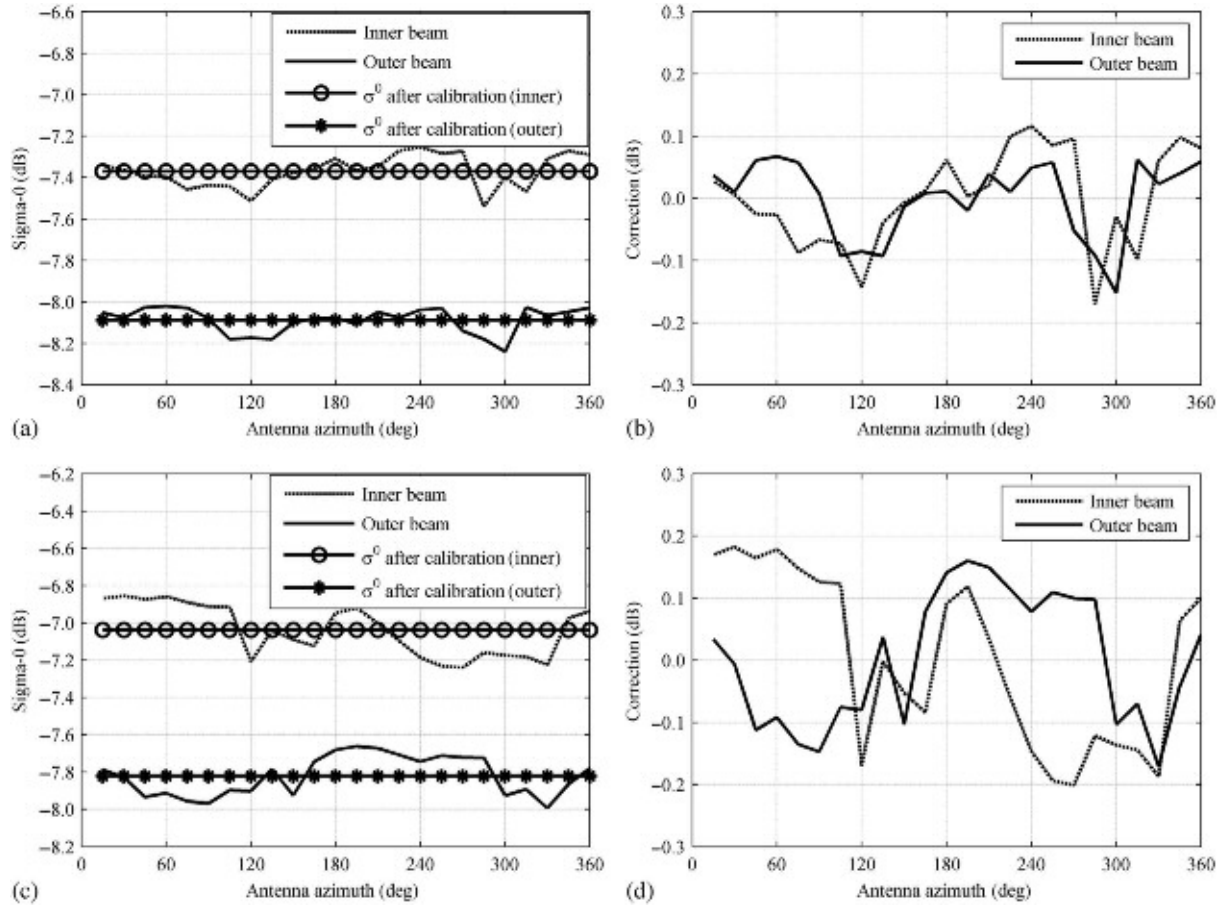 −6.6
−6.8
−7.0
−7.2
−7.4
−7.6
−7.8
−8.0
−8.2
−8.4
Sigma-0 (dB)
Inner beam
Outer beam
σ⁰ after calibration (inner)
σ⁰ after calibration (outer)
0 60 120 180 240 300 360
(a)
Antenna azimuth (deg)
0.3
0.2
0.1
0.0
−0.1
−0.2
−0.3
Correction (dB)
Inner beam
Outer beam
0 60 120 180 240 300 360
(b)
Antenna azimuth (deg)
−6.2
−6.4
−6.6
−6.8
−7.0
−7.2
−7.4
−7.6
−7.8
−8.0
−8.2
Sigma-0 (dB)
Inner beam
Outer beam
σ⁰ after calibration (inner)
σ⁰ after calibration (outer)
0 60 120 180 240 300 360
(c)
Antenna azimuth (deg)
0.3
0.2
0.1
0.0
−0.1
−0.2
−0.3
Correction (dB)
Inner beam
Outer beam
0 60 120 180 240 300 360
(d)
Antenna azimuth (deg)